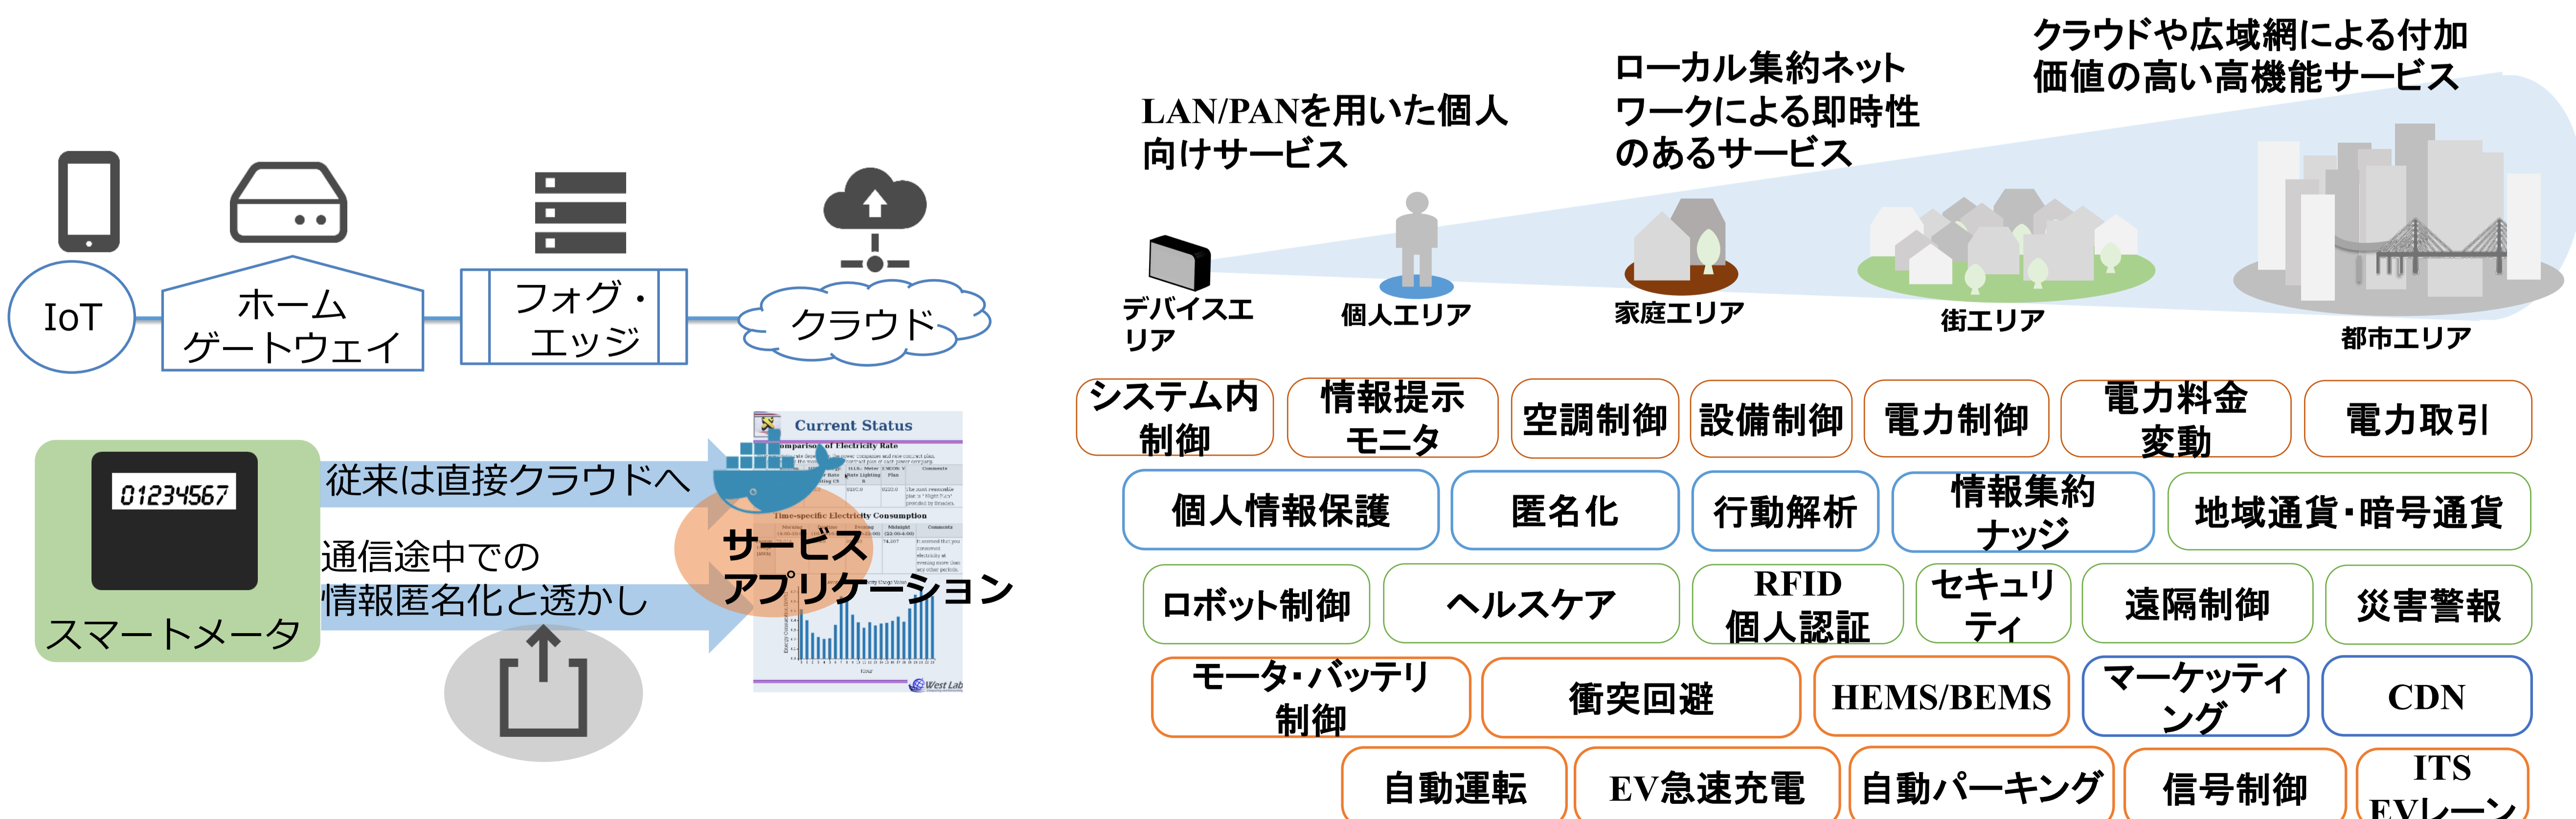 IoT
ホーム
ゲートウェイ
フォグ・
エッジ
クラウド
01234567
スマートメータ
従来は直接クラウドへ
通信途中での
情報匿名化と透かし
Current Status
Comparison of Electricity Rate
Time-specific Electricity Consumption
サービス
アプリケーション
West Lab
LAN/PANを用いた個人
向けサービス
ローカル集約ネット
ワークによる即時性
のあるサービス
クラウドや広域網による付加
価値の高い高機能サービス
デバイスエ
リア
個人エリア
家庭エリア
街エリア
都市エリア
システム内
制御
情報提示
モニタ
空調制御
設備制御
電力制御
電力料金
変動
電力取引
個人情報保護
匿名化
行動解析
情報集約
ナッジ
地域通貨・暗号通貨
ロボット制御
ヘルスケア
RFID
個人認証
セキュリ
ティ
遠隔制御
災害警報
モータ・バッテリ
制御
衝突回避
HEMS/BEMS
マーケッティ
ング
CDN
自動運転
EV急速充電
自動パーキング
信号制御
ITS
EVレーン